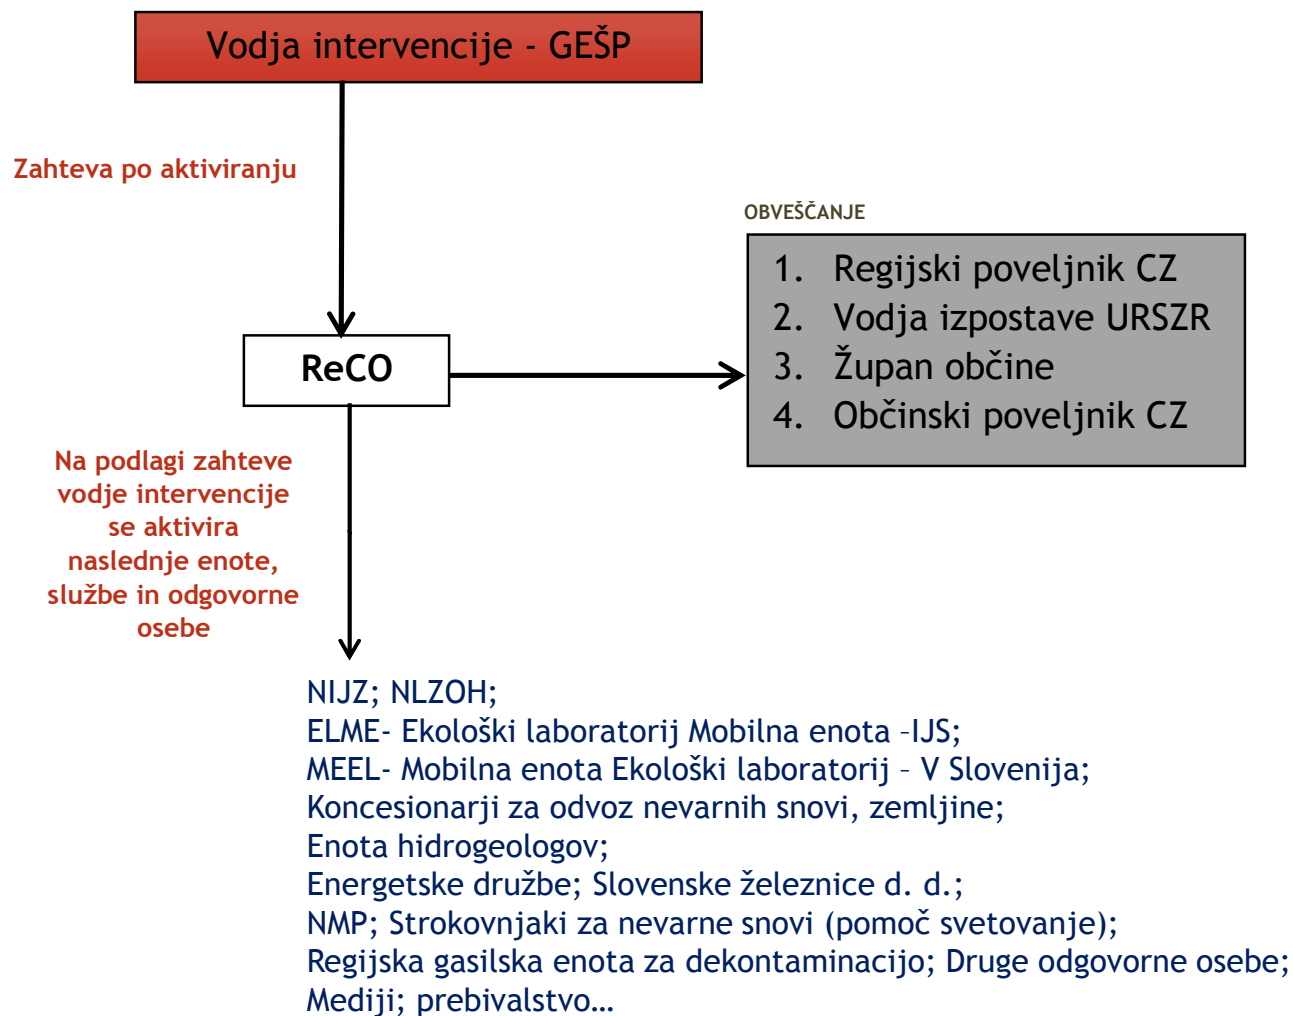 Vodja intervencije - GEŠP
Zahteva po aktiviranju
OBVEŠČANJE
1. Regijski poveljnik CZ
2. Vodja izpostave URSZR
3. Župan občine
4. Občinski poveljnik CZ
ReCO
Na podlagi zahteve
vodje intervencije
se aktivira
naslednje enote,
službe in odgovorne
osebe
NIJZ; NLZOH;
ELME- Ekološki laboratorij Mobilna enota –IJS;
MEEL- Mobilna enota Ekološki laboratorij – V Slovenija;
Koncesionarji za odvoz nevarnih snovi, zemljine;
Enota hidrogeologov;
Energetske družbe; Slovenske železnice d. d.;
NMP; Strokovnjaki za nevarne snovi (pomoč svetovanje);
Regijska gasilska enota za dekontaminacijo; Druge odgovorne osebe;
Mediji; prebivalstvo…